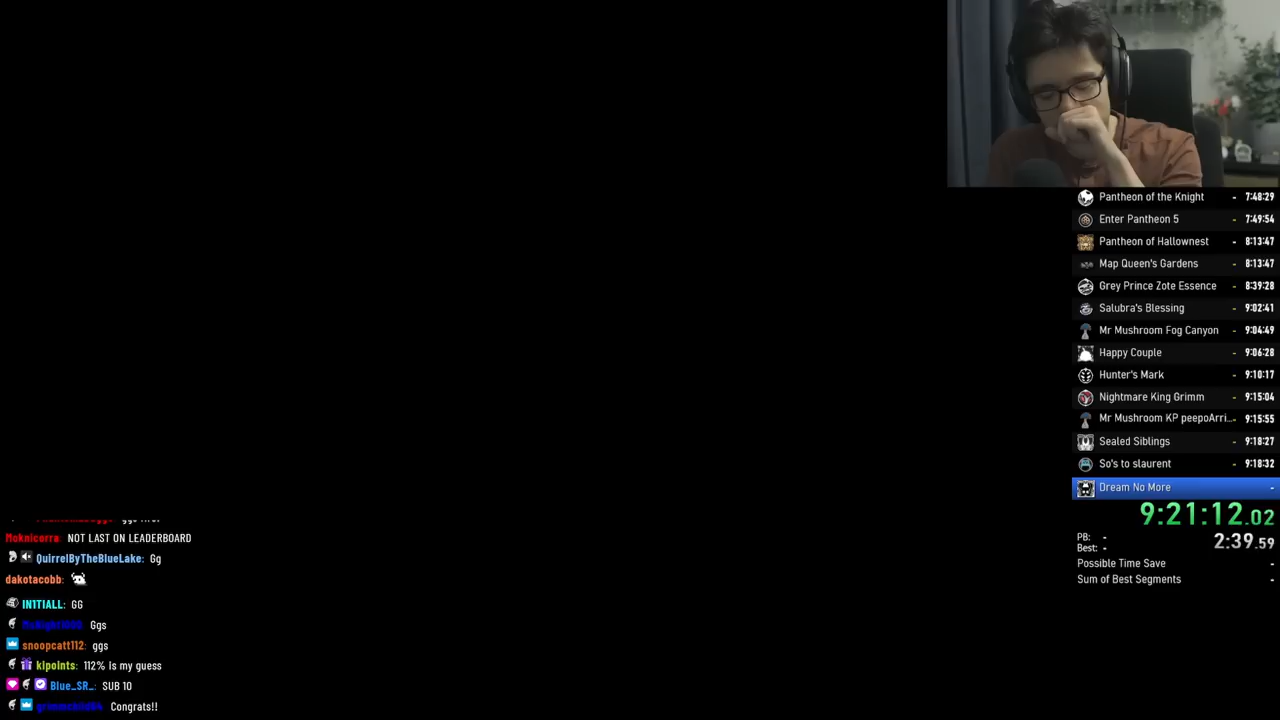 Pantheon of the Knight - 7:48:29
Enter Pantheon 5 - 7:49:54
Pantheon of Hallownest - 8:13:47
Map Queen's Gardens - 8:13:47
Grey Prince Zote Essence - 8:39:28
Salubra's Blessing - 9:02:41
Mr Mushroom Fog Canyon - 9:04:49
Happy Couple - 9:06:28
Hunter's Mark - 9:10:17
Nightmare King Grimm - 9:15:04
Mr Mushroom KP peepoArri... - 9:15:55
Sealed Siblings - 9:18:27
So's to slaurent - 9:18:32
Dream No More -
9:21:12.02
PB: -
Best: -
2:39.59
Possible Time Save -
Sum of Best Segments -
Moknicorra: NOT LAST ON LEADERBOARD
QuirrelByTheBlueLake: Gg
dakotacobb:
IN1TIALL: GG
Ggs
snoopcatt112: ggs
klpoints: 112% is my guess
Blue_SR_: SUB 10
Congrats!!